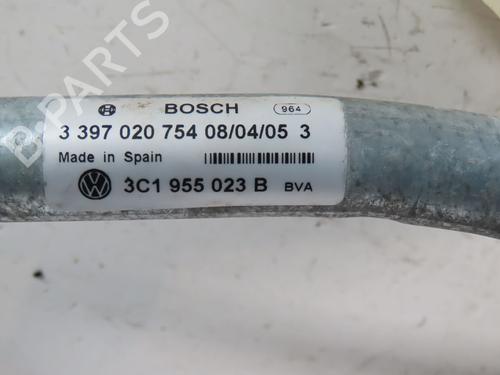 BOSCH 964
3 397 020 754 08/04/05 3
Made in Spain
3C1 955 023 B BVA
B-PARTS